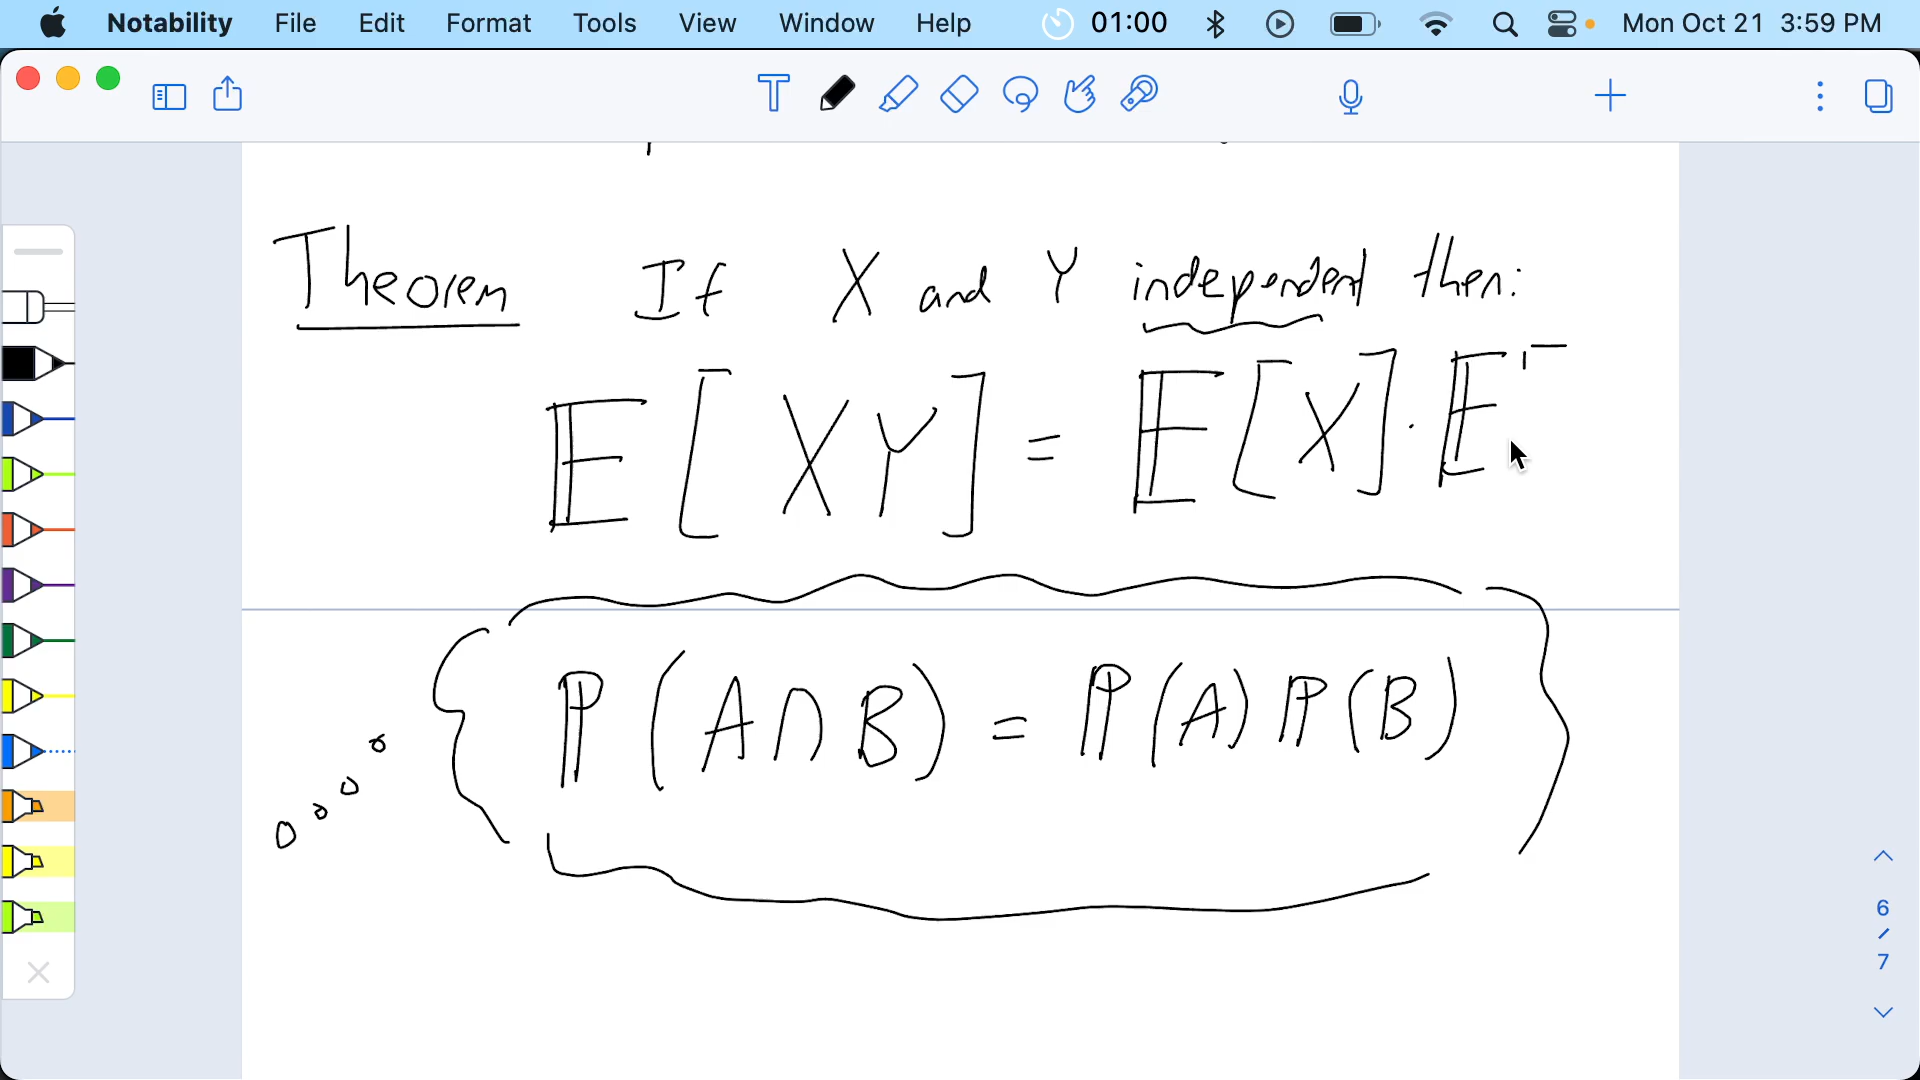 Notability File Edit Format Tools View Window Help 01:00 Mon Oct 21 3:59 PM
Theorem If X and Y independent then:
𝔼[XY] = 𝔼[X]·𝔼
ℙ(A∩B) = ℙ(A)ℙ(B)
6
/
7